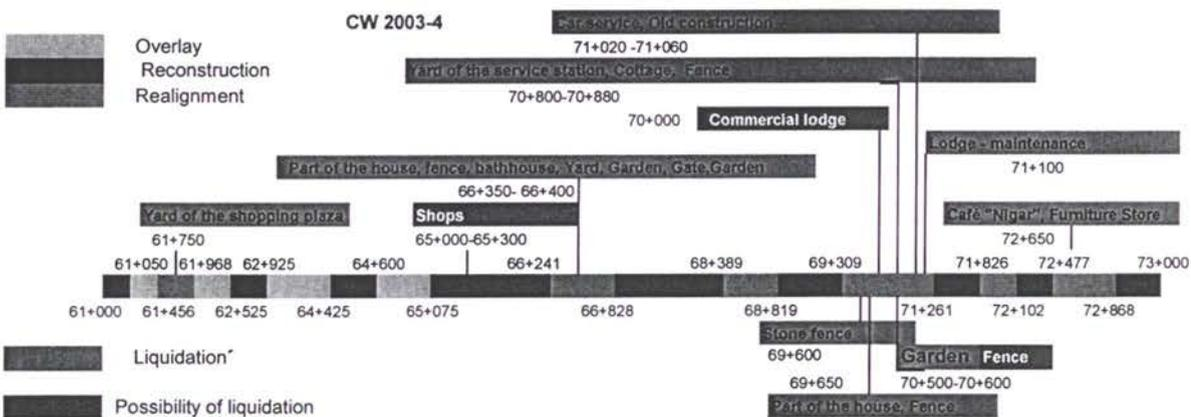 CW 2003-4
Car service, Old construction
71+020 -71+060
Overlay
Reconstruction
Realignment
Yard of the service station, Cottage, Fence
70+800-70+880
70+000
Commercial lodge
Lodge - maintenance
71+100
Part of the house, fence, bathhouse, Yard, Garden, Gate,Garden
66+350- 66+400
Yard of the shopping plaza
61+750
Shops
65+000-65+300
Café "Nigar", Furniture Store
72+650
61+050 61+968 62+925 64+600 66+241 68+389 69+309 71+826 72+477 73+000
61+000 61+456 62+525 64+425 65+075 66+828 68+819 71+261 72+102 72+868
Stone fence
69+600
Garden Fence
70+500-70+600
Liquidation
69+650
Part of the house, Fence
Possibility of liquidation